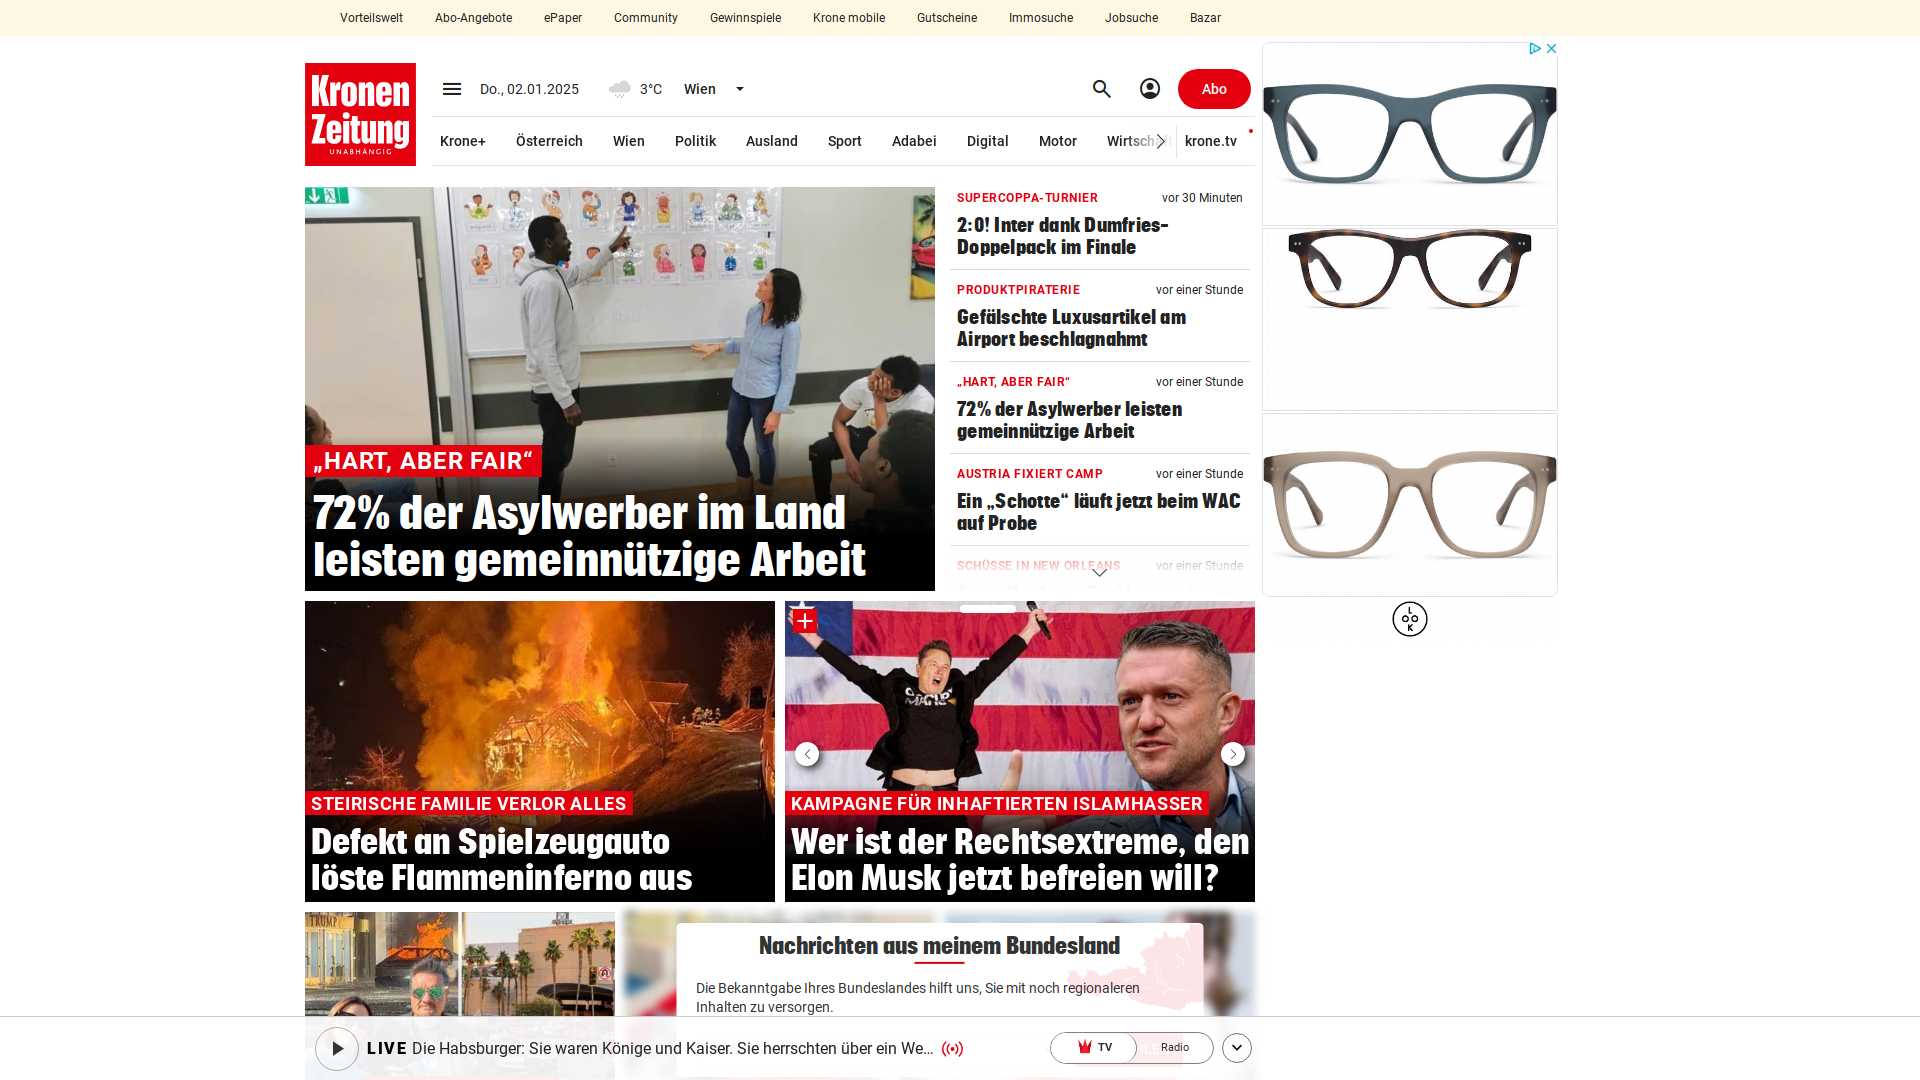 Vorteilswelt
Abo-Angebote
ePaper
Community
Gewinnspiele
Krone mobile
Gutscheine
Immosuche
Jobsuche
Bazar
Kronen
Zeitung
UNABHÄNGIG
Do., 02.01.2025
3°C
Wien
Abo
Krone+
Österreich
Wien
Politik
Ausland
Sport
Adabei
Digital
Motor
Wirtschaft
krone.tv
„HART, ABER FAIR“
72% der Asylwerber im Land
leisten gemeinnützige Arbeit
SUPERCOPPA-TURNIER
vor 30 Minuten
2:0! Inter dank Dumfries-
Doppelpack im Finale
PRODUKTPIRATERIE
vor einer Stunde
Gefälschte Luxusartikel am
Airport beschlagnahmt
„HART, ABER FAIR“
vor einer Stunde
72% der Asylwerber leisten
gemeinnützige Arbeit
AUSTRIA FIXIERT CAMP
vor einer Stunde
Ein „Schotte“ läuft jetzt beim WAC
auf Probe
SCHÜSSE IN NEW ORLEANS
vor einer Stunde
LOOK
STEIRISCHE FAMILIE VERLOR ALLES
Defekt an Spielzeugauto
löste Flammeninferno aus
OCCUPY
MARS
KAMPAGNE FÜR INHAFTIERTEN ISLAMHASSER
Wer ist der Rechtsextreme, den
Elon Musk jetzt befreien will?
TRUMP
Nachrichten aus meinem Bundesland
Die Bekanntgabe Ihres Bundeslandes hilft uns, Sie mit noch regionaleren
Inhalten zu versorgen.
LIVE Die Habsburger: Sie waren Könige und Kaiser. Sie herrschten über ein We...
TV
Radio